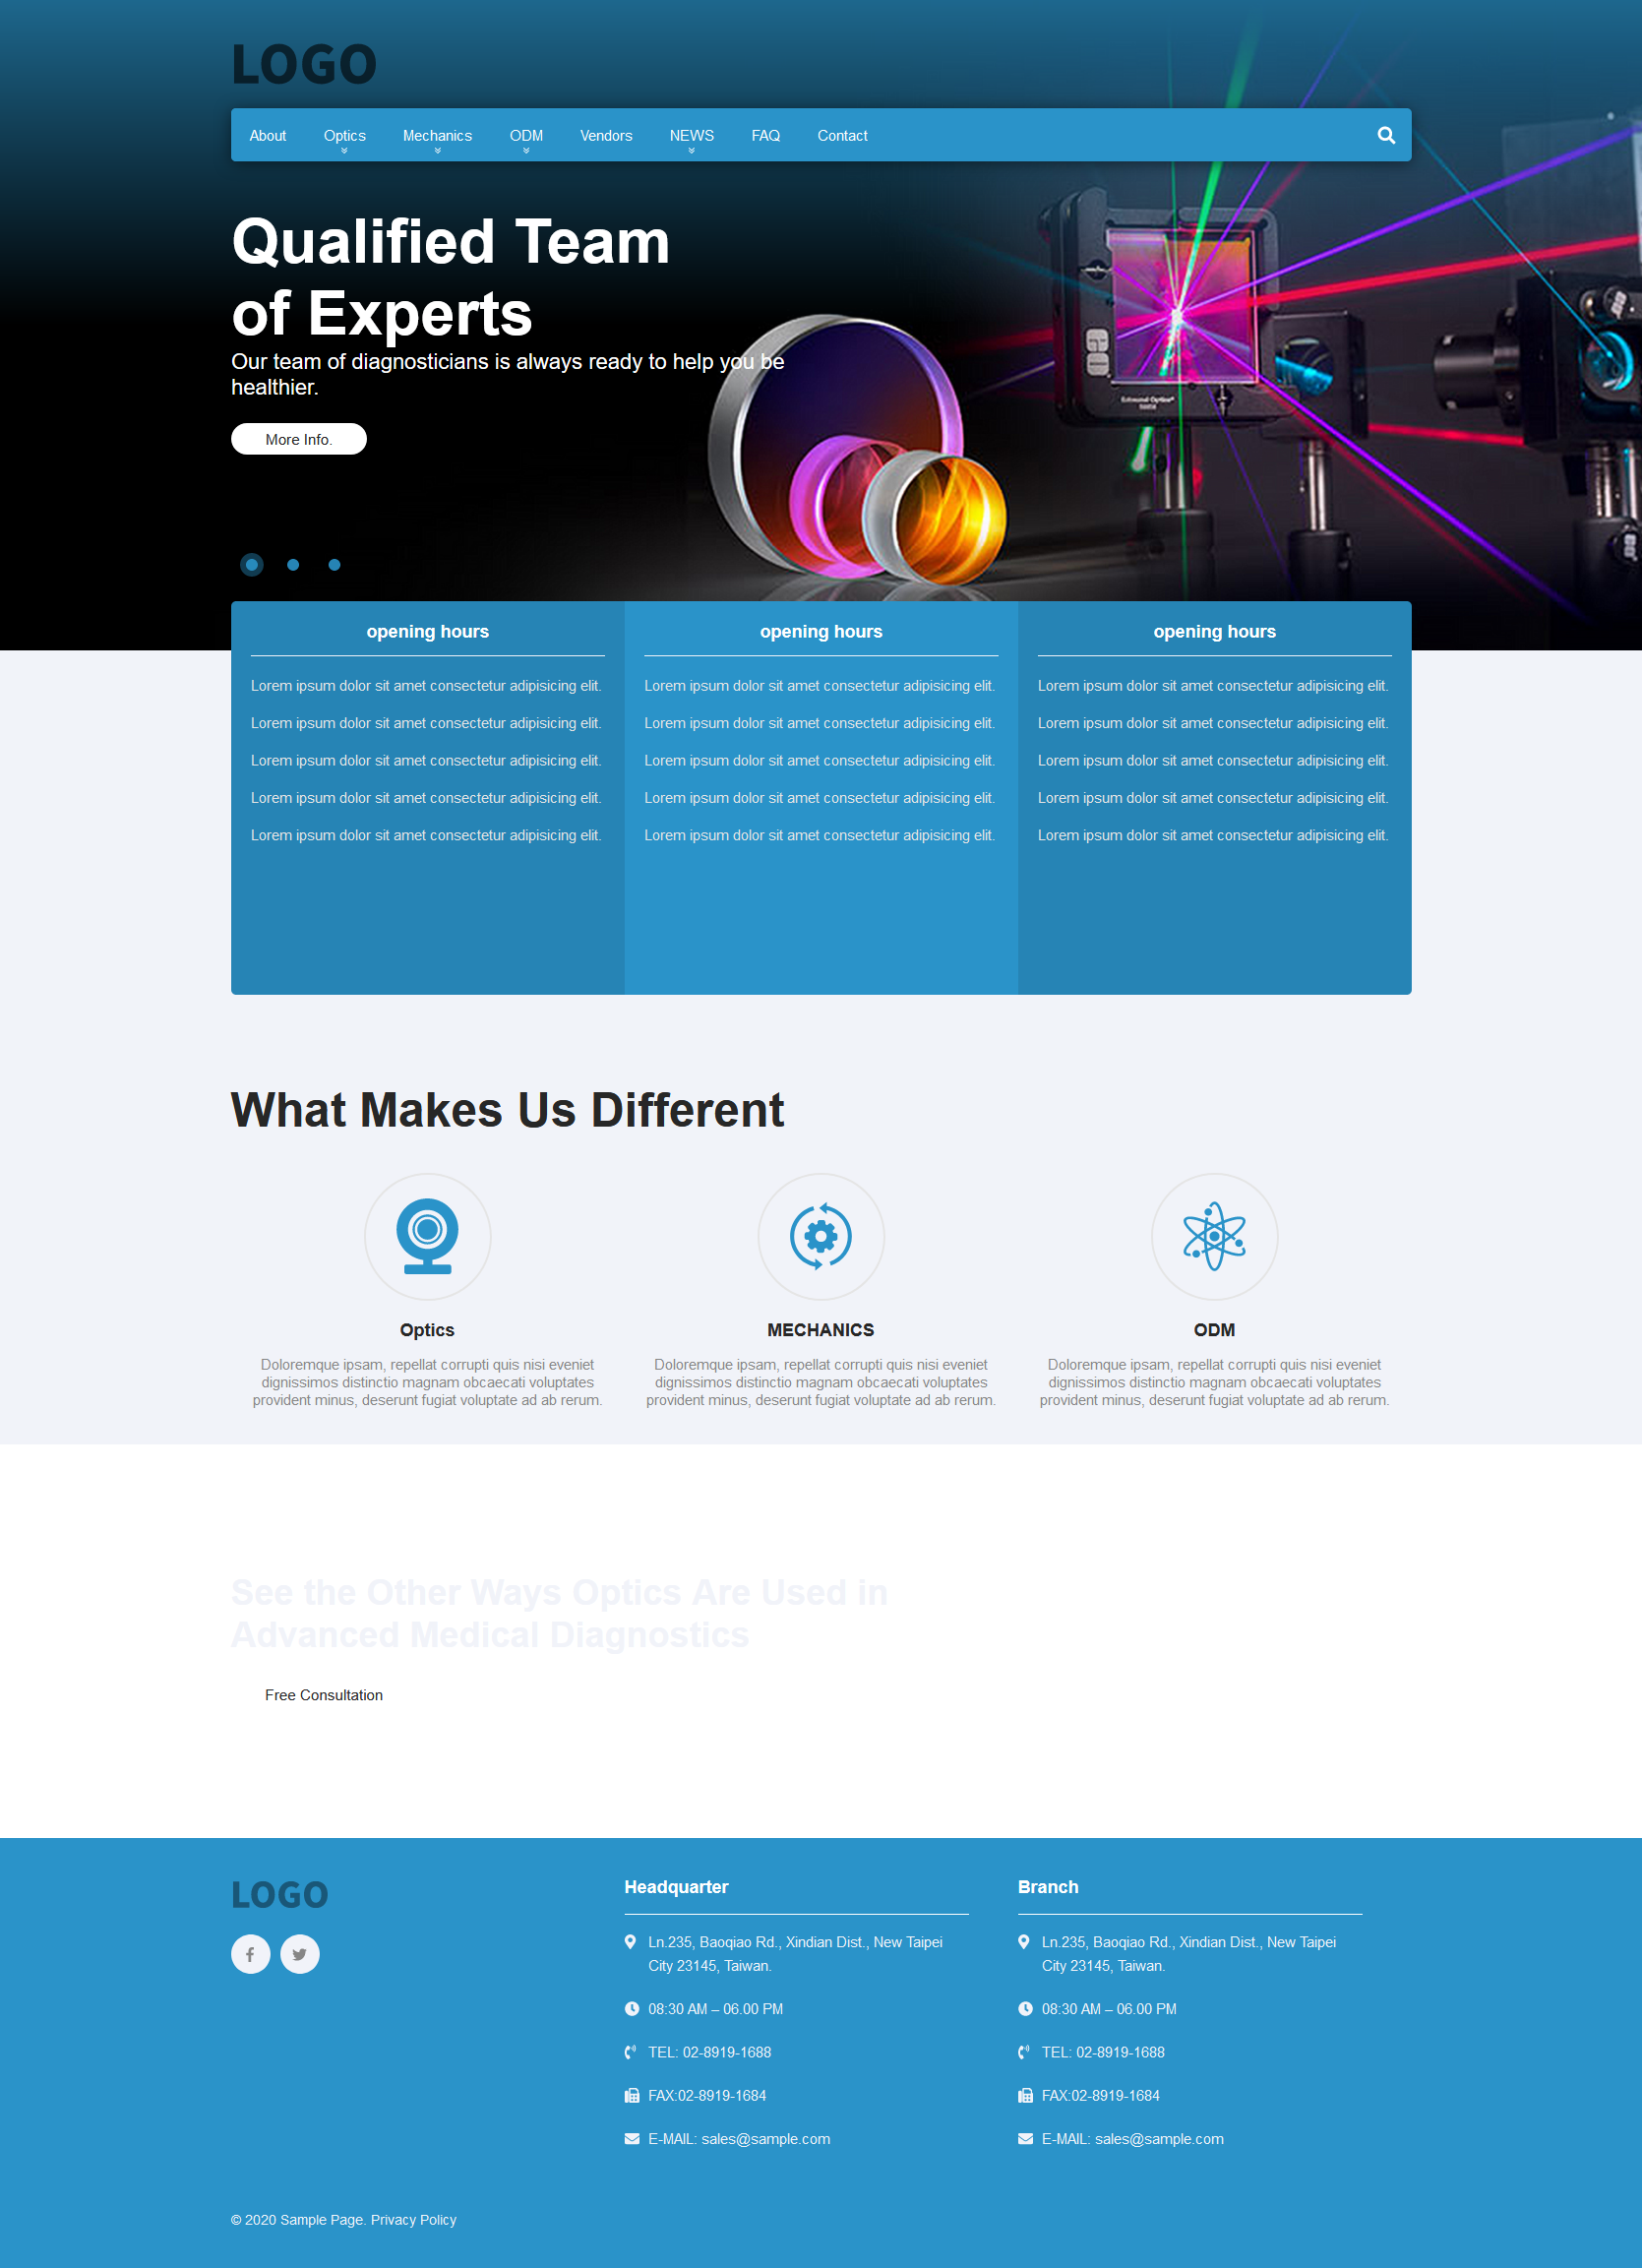 LOGO
About Optics Mechanics ODM Vendors NEWS FAQ Contact
Qualified Team
of Experts
Our team of diagnosticians is always ready to help you be
healthier.
More Info.
opening hours
Lorem ipsum dolor sit amet consectetur adipisicing elit.
Lorem ipsum dolor sit amet consectetur adipisicing elit.
Lorem ipsum dolor sit amet consectetur adipisicing elit.
Lorem ipsum dolor sit amet consectetur adipisicing elit.
Lorem ipsum dolor sit amet consectetur adipisicing elit.
opening hours
Lorem ipsum dolor sit amet consectetur adipisicing elit.
Lorem ipsum dolor sit amet consectetur adipisicing elit.
Lorem ipsum dolor sit amet consectetur adipisicing elit.
Lorem ipsum dolor sit amet consectetur adipisicing elit.
Lorem ipsum dolor sit amet consectetur adipisicing elit.
opening hours
Lorem ipsum dolor sit amet consectetur adipisicing elit.
Lorem ipsum dolor sit amet consectetur adipisicing elit.
Lorem ipsum dolor sit amet consectetur adipisicing elit.
Lorem ipsum dolor sit amet consectetur adipisicing elit.
Lorem ipsum dolor sit amet consectetur adipisicing elit.
What Makes Us Different
Optics
Doloremque ipsam, repellat corrupti quis nisi eveniet
dignissimos distinctio magnam obcaecati voluptates
provident minus, deserunt fugiat voluptate ad ab rerum.
MECHANICS
Doloremque ipsam, repellat corrupti quis nisi eveniet
dignissimos distinctio magnam obcaecati voluptates
provident minus, deserunt fugiat voluptate ad ab rerum.
ODM
Doloremque ipsam, repellat corrupti quis nisi eveniet
dignissimos distinctio magnam obcaecati voluptates
provident minus, deserunt fugiat voluptate ad ab rerum.
See the Other Ways Optics Are Used in
Advanced Medical Diagnostics
Free Consultation
LOGO
Headquarter
Ln.235, Baoqiao Rd., Xindian Dist., New Taipei
City 23145, Taiwan.
08:30 AM – 06.00 PM
TEL: 02-8919-1688
FAX:02-8919-1684
E-MAIL: sales@sample.com
Branch
Ln.235, Baoqiao Rd., Xindian Dist., New Taipei
City 23145, Taiwan.
08:30 AM – 06.00 PM
TEL: 02-8919-1688
FAX:02-8919-1684
E-MAIL: sales@sample.com
© 2020 Sample Page. Privacy Policy